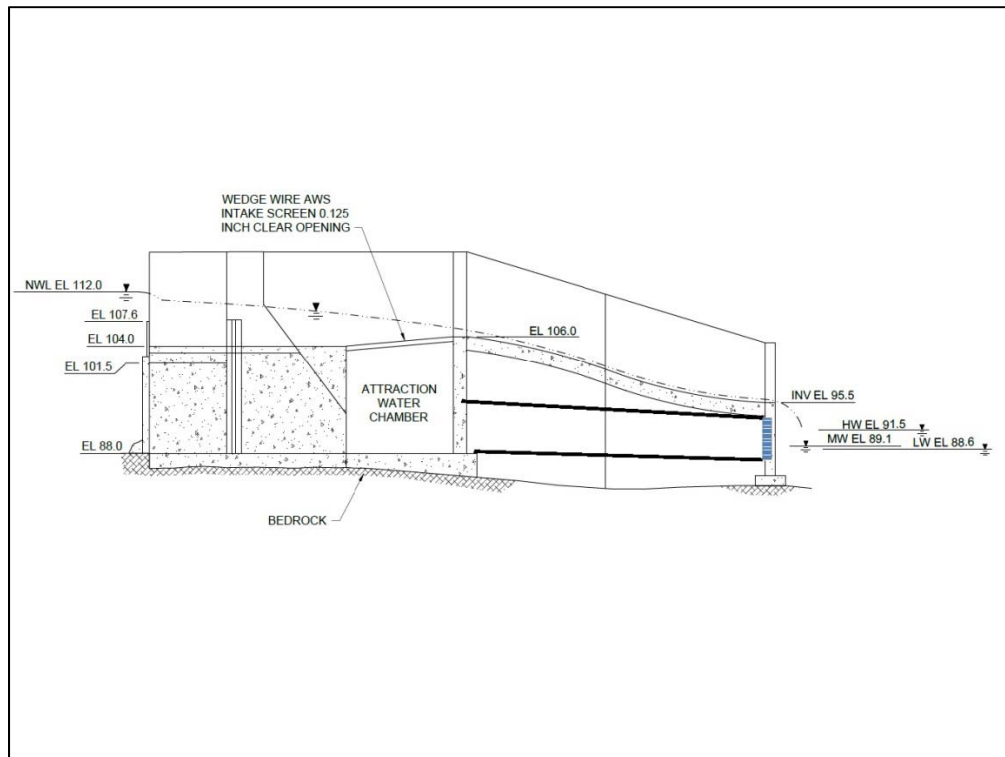 WEDGE WIRE AWS
INTAKE SCREEN 0.125
INCH CLEAR OPENING
NWL EL 112.0
EL 107.6
EL 104.0
EL 106.0
EL 101.5
ATTRACTION
WATER
CHAMBER
INV EL 95.5
HW EL 91.5
MW EL 89.1
LW EL 88.6
EL 88.0
BEDROCK